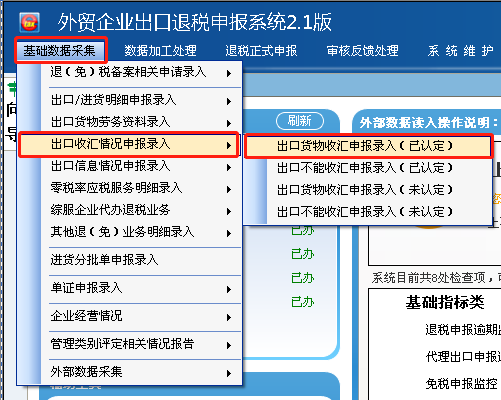 外贸企业出口退税申报系统2.1版
基础数据采集 数据加工处理 退税正式申报 审核反馈处理 系统维护
退（免）税备案相关申请录入
出口/进货明细申报录入
出口货物劳务资料录入
出口收汇情况申报录入
出口信息情况申报录入
零税率应税服务明细录入
综服企业代办退税业务
其他退（免）业务明细录入
进货分批单申报录入
单证申报录入
企业经营情况
管理类别评定相关情况报告
外部数据采集
刷新
外部数据读入操作说明：
出口货物收汇申报录入（已认定）
出口不能收汇申报录入（已认定）
出口货物收汇申报录入（未认定）
出口不能收汇申报录入（未认定）
已办
已办
已办
已办
系统目前共8处检查项，
基础指标类
退税申报逾期
代理出口申报
免税申报监控